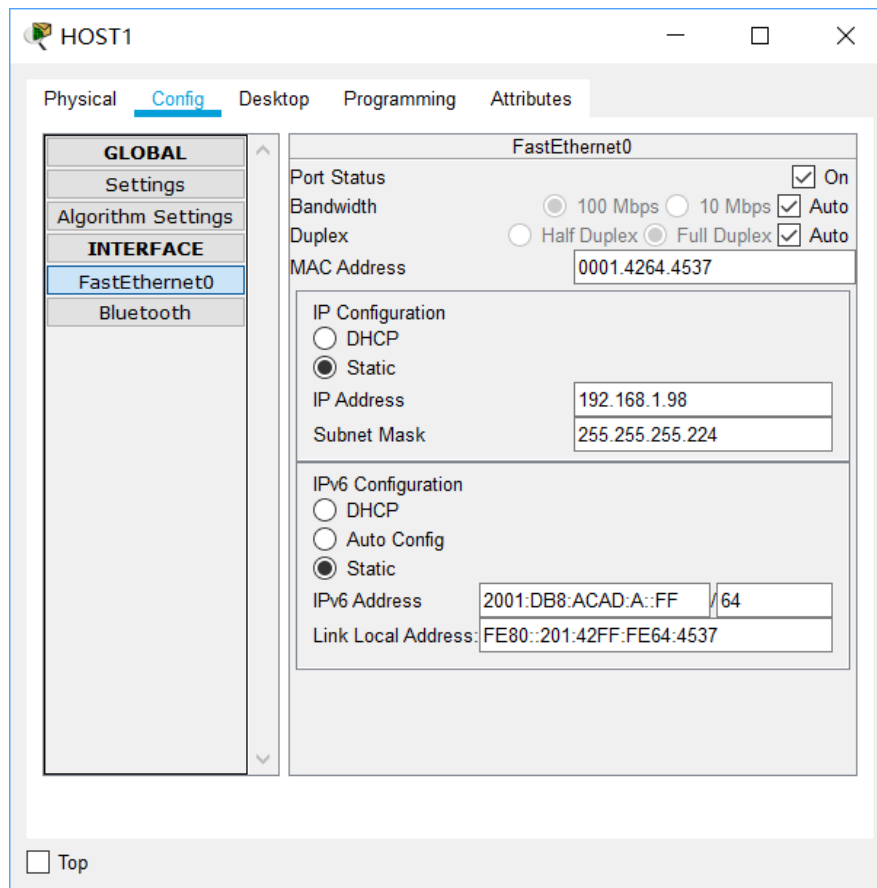 HOST1
Physical Config Desktop Programming Attributes
GLOBAL
Settings
Algorithm Settings
INTERFACE
FastEthernet0
Bluetooth
FastEthernet0
Port Status On
Bandwidth 100 Mbps 10 Mbps Auto
Duplex Half Duplex Full Duplex Auto
MAC Address 0001.4264.4537
IP Configuration
DHCP
Static
IP Address 192.168.1.98
Subnet Mask 255.255.255.224
IPv6 Configuration
DHCP
Auto Config
Static
IPv6 Address 2001:DB8:ACAD:A::FF / 64
Link Local Address: FE80::201:42FF:FE64:4537
Top